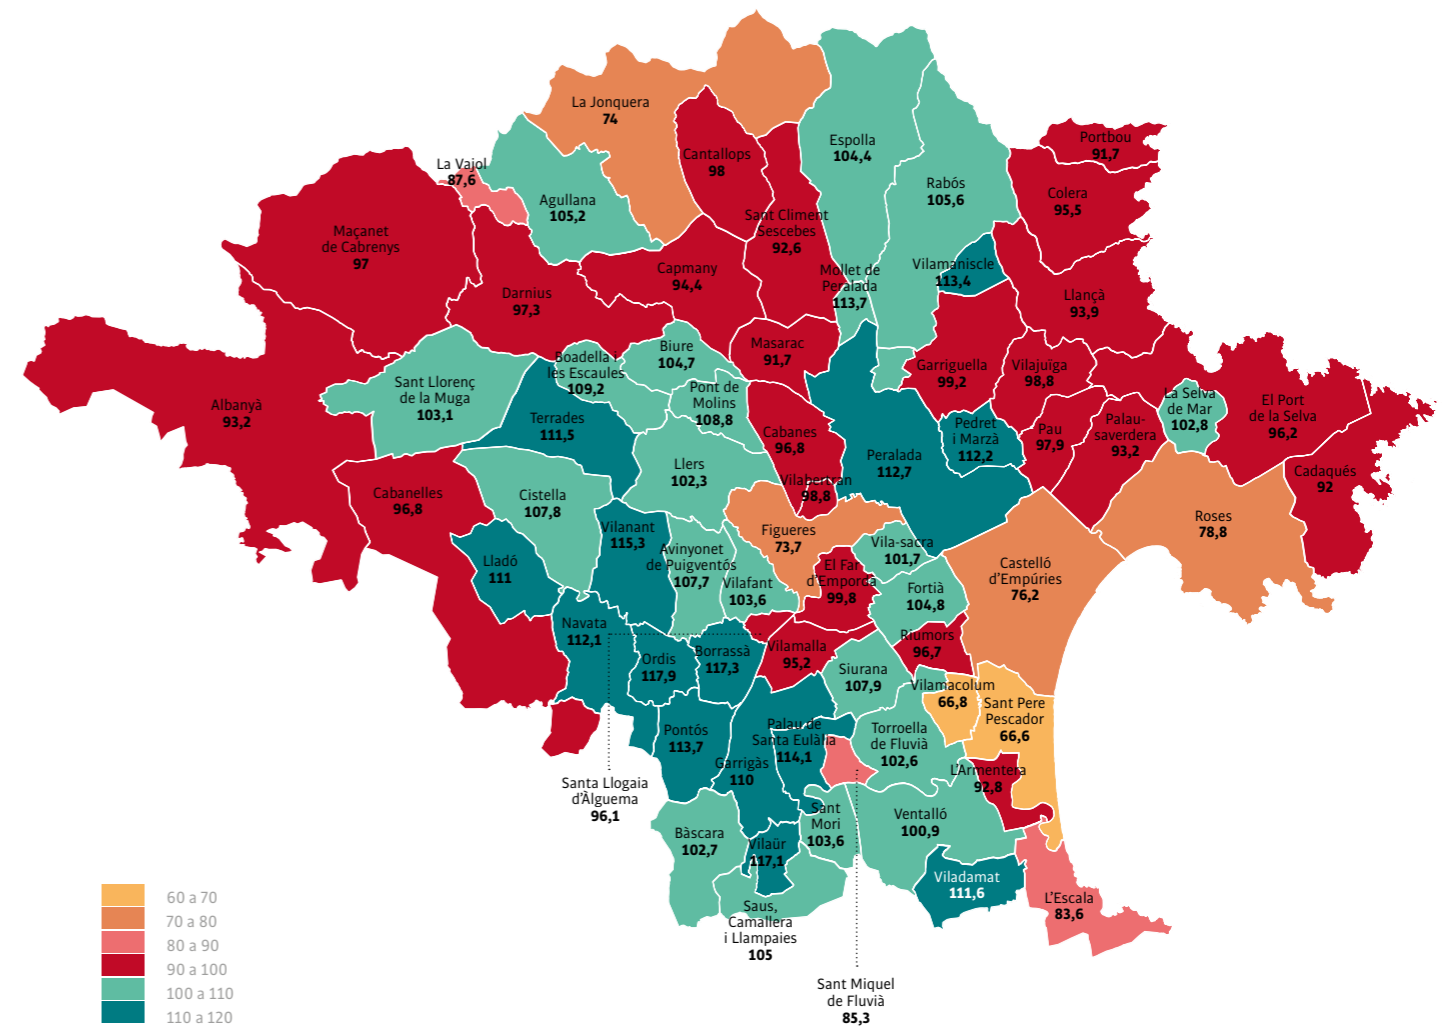 La Jonquera
74
Cantallops
98
Espolla
104,4
Portbou
91,7
La Vajol
87,6
Agullana
105,2
Rabós
105,6
Colera
95,5
Maçanet
de Cabrenys
97
Sant Climent
Sescebes
92,6
Capmany
94,4
Mollet de
Peralada
113,7
Vilamaniscle
113,4
Darnius
97,3
Llançà
93,9
Albanyà
93,2
Sant Llorenç
de la Muga
103,1
Boadella i
les Escaules
109,2
Biure
104,7
Masarac
91,7
Garriguella
99,2
Vilajuïga
98,8
Terrades
111,5
Pont de
Molins
108,8
La Selva
de Mar
102,8
El Port
de la Selva
96,2
Cabanes
96,8
Peralada
112,7
Pedret
i Marzà
112,2
Pau
97,9
Palau-
saverdera
93,2
Cadaqués
92
Cabanelles
96,8
Cistella
107,8
Llers
102,3
Vilabertran
98,8
Roses
78,8
Vilanant
115,3
Figueres
73,7
Vila-sacra
101,7
Lladó
111
Avinyonet
de Puigventós
107,7
Vilafant
103,6
El Far
d'Empordà
99,8
Fortià
104,8
Castelló
d'Empúries
76,2
Navata
112,1
Ordis
117,9
Borrassà
117,3
Vilamalla
95,2
Riumors
96,7
Siurana
107,9
Vilamacolum
66,8
Sant Pere
Pescador
66,6
Pontós
113,7
Palau de
Santa Eulàlia
114,1
Torroella
de Fluvià
102,6
Garrigàs
110
L'Armentera
92,8
Santa Llogaia
d'Àlguema
96,1
Bàscara
102,7
Sant
Mori
103,6
Ventalló
100,9
Vilaür
117,1
Viladamat
111,6
L'Escala
83,6
Saus,
Camallera
i Llampaies
105
Sant Miquel
de Fluvià
85,3
60 a 70
70 a 80
80 a 90
90 a 100
100 a 110
110 a 120